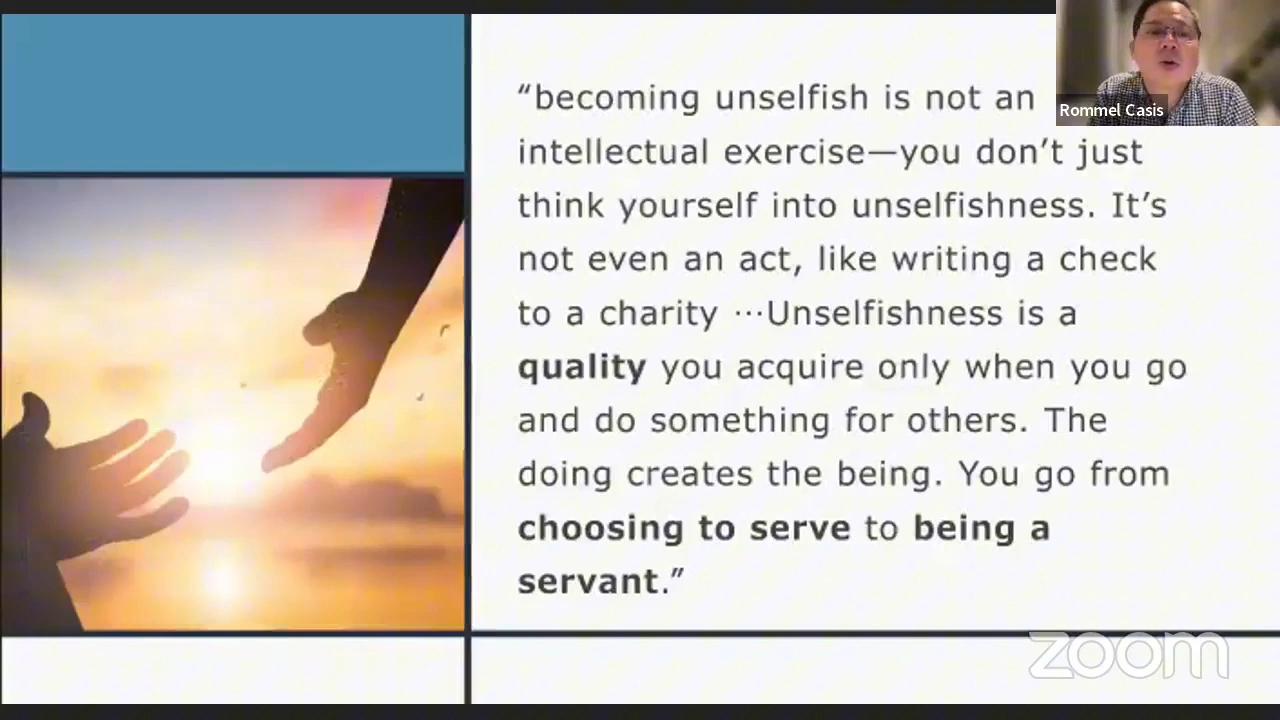 “becoming unselfish is not an
intellectual exercise—you don’t just
think yourself into unselfishness. It’s
not even an act, like writing a check
to a charity ⋯Unselfishness is a
quality you acquire only when you go
and do something for others. The
doing creates the being. You go from
choosing to serve to being a
servant.”
Rommel Casis
zoom